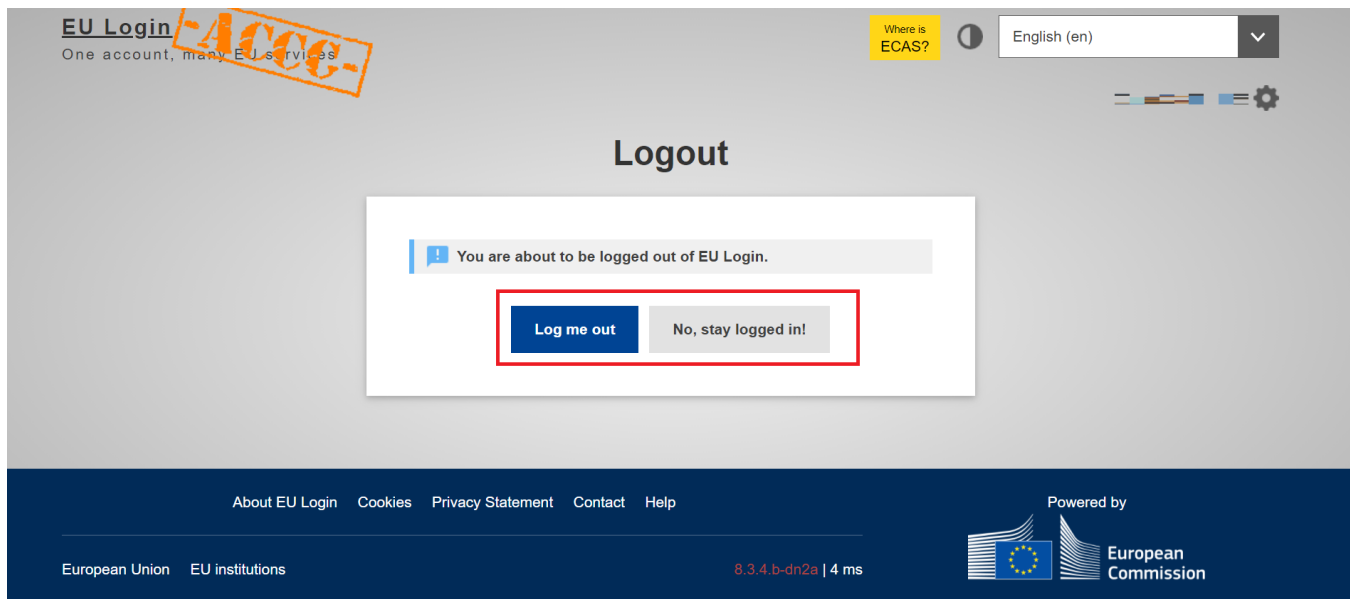 EU Login
-ACCC-
One account, many EU services
Where is
ECAS?
English (en)
Logout
You are about to be logged out of EU Login.
Log me out
No, stay logged in!
About EU Login
Cookies
Privacy Statement
Contact
Help
Powered by
European Union
EU institutions
8.3.4.b-dn2a | 4 ms
European
Commission